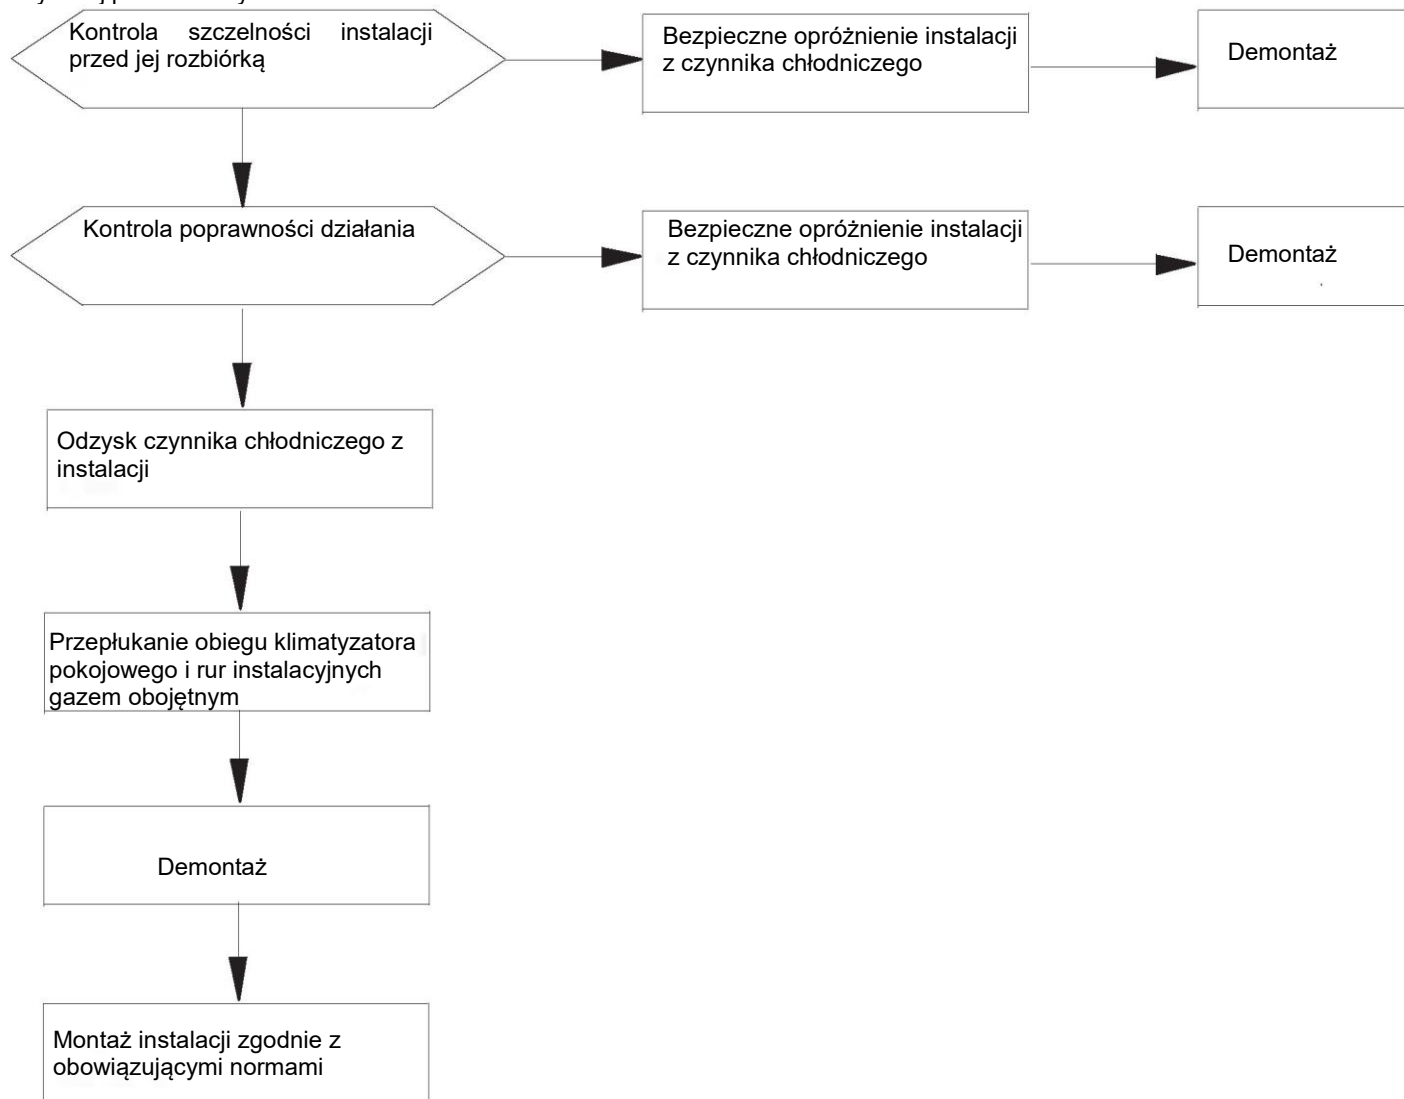 Kontrola szczelności instalacji
przed jej rozbiórką
Bezpieczne opróżnienie instalacji
z czynnika chłodniczego
Demontaż
Kontrola poprawności działania
Bezpieczne opróżnienie instalacji
z czynnika chłodniczego
Demontaż
Odzysk czynnika chłodniczego z
instalacji
Przepłukanie obiegu klimatyzatora
pokojowego i rur instalacyjnych
gazem obojętnym
Demontaż
Montaż instalacji zgodnie z
obowiązującymi normami